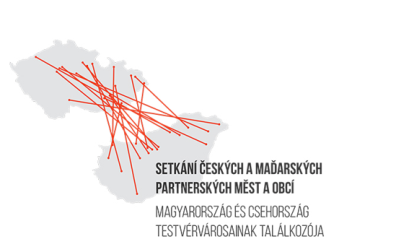 SETKÁNÍ ČESKÝCH A MAĎARSKÝCH
PARTNERSKÝCH MĚST A OBCÍ
MAGYARORSZÁG ÉS CSEHORSZÁG
TESTVÉRVÁROSAINAK TALÁLKOZÓJA